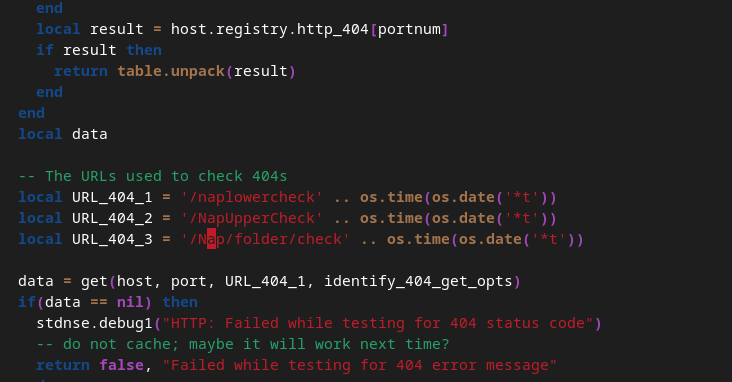 end
local result = host.registry.http_404[portnum]
if result then
return table.unpack(result)
end
end
local data
-- The URLs used to check 404s
local URL_404_1 = '/naplowercheck' .. os.time(os.date('*t'))
local URL_404_2 = '/NapUpperCheck' .. os.time(os.date('*t'))
local URL_404_3 = '/Nap/folder/check' .. os.time(os.date('*t'))
data = get(host, port, URL_404_1, identify_404_get_opts)
if(data == nil) then
stdnse.debug1("HTTP: Failed while testing for 404 status code")
-- do not cache; maybe it will work next time?
return false, "Failed while testing for 404 error message"